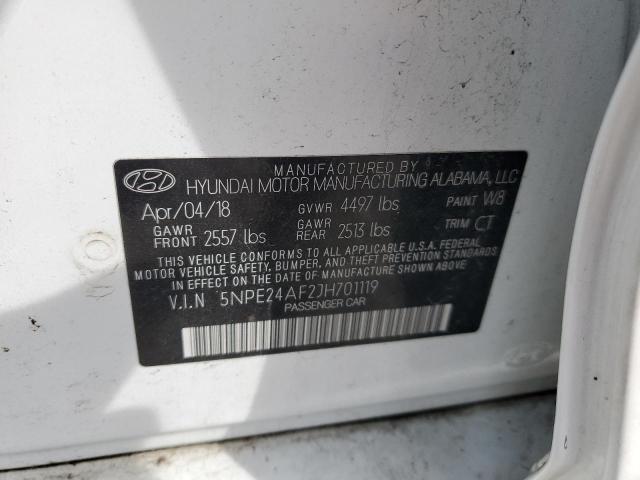 MANUFACTURED BY
HYUNDAI MOTOR MANUFACTURING ALABAMA, LLC
Apr/04/18 GVWR 4497 lbs PAINT W8
GAWR FRONT 2557 lbs GAWR REAR 2513 lbs TRIM CT
THIS VEHICLE CONFORMS TO ALL APPLICABLE U.S.A. FEDERAL
MOTOR VEHICLE SAFETY, BUMPER, AND THEFT PREVENTION STANDARDS
IN EFFECT ON THE DATE OF MANUFACTURE SHOWN ABOVE.
V.I.N 5NPE24AF2JH701119
PASSENGER CAR